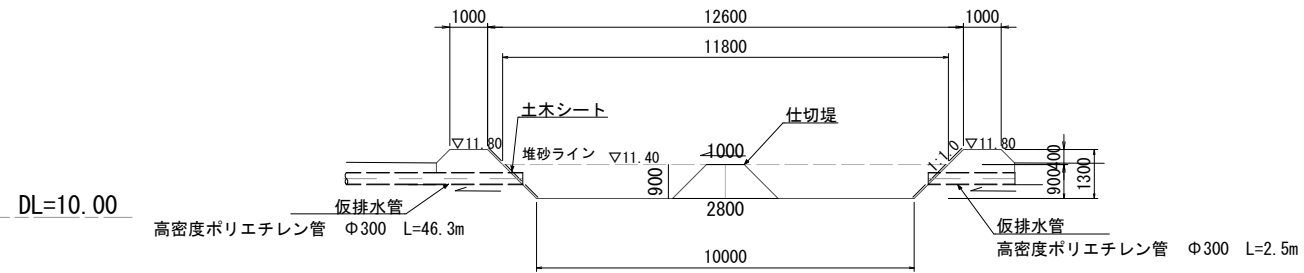 1000
12600
1000
11800
土木シート
仕切堤
▽11.80
堆砂ライン ▽11.40
1000
1:1.0
▽11.80
400
900
1300
900
2800
DL=10.00
仮排水管
高密度ポリエチレン管 Φ300 L=46.3m
仮排水管
高密度ポリエチレン管 Φ300 L=2.5m
10000